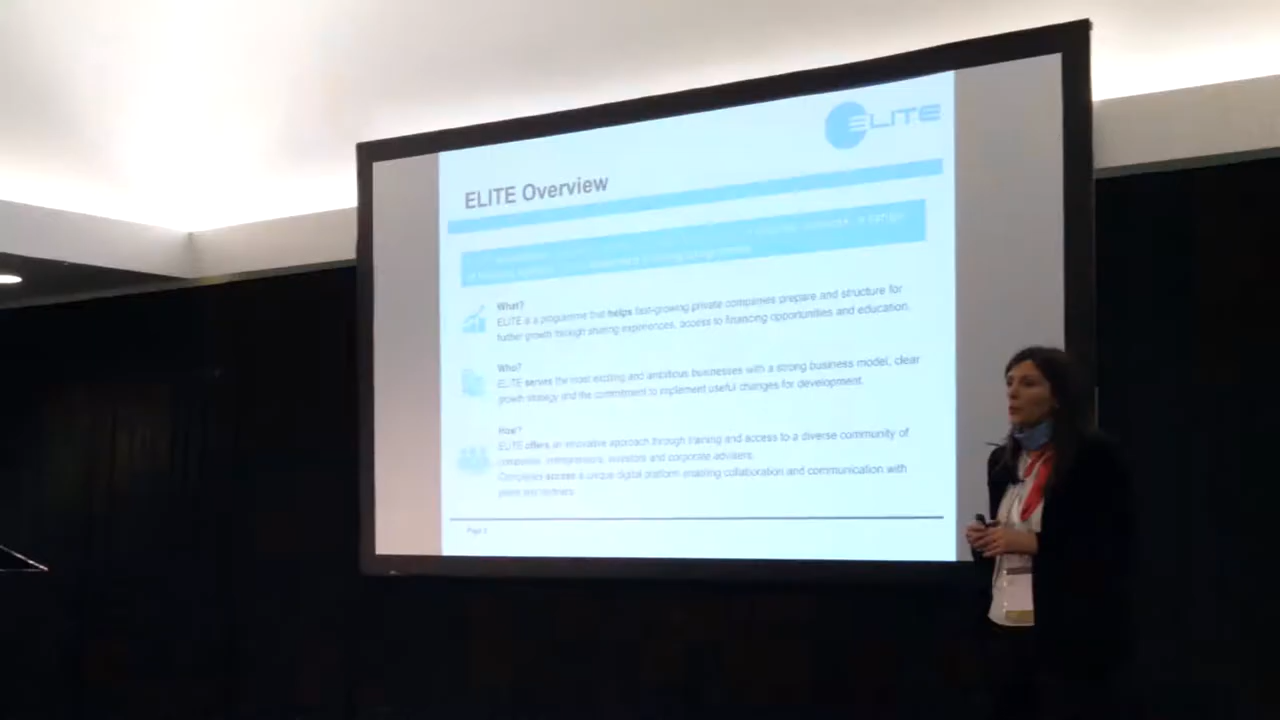 ELITE
ELITE Overview
What?
ELITE is a programme that helps fast-growing private companies prepare and structure for
further growth through sharing experiences, access to financing opportunities and education.
Who?
ELITE serves the most exciting and ambitious businesses with a strong business model, clear
growth strategy and the commitment to implement useful changes for development.
How?
ELITE offers an innovative approach through training and access to a diverse community of
companies, entrepreneurs, investors and corporate advisers.
Companies access a unique digital platform enabling collaboration and communication with
peers and
Page